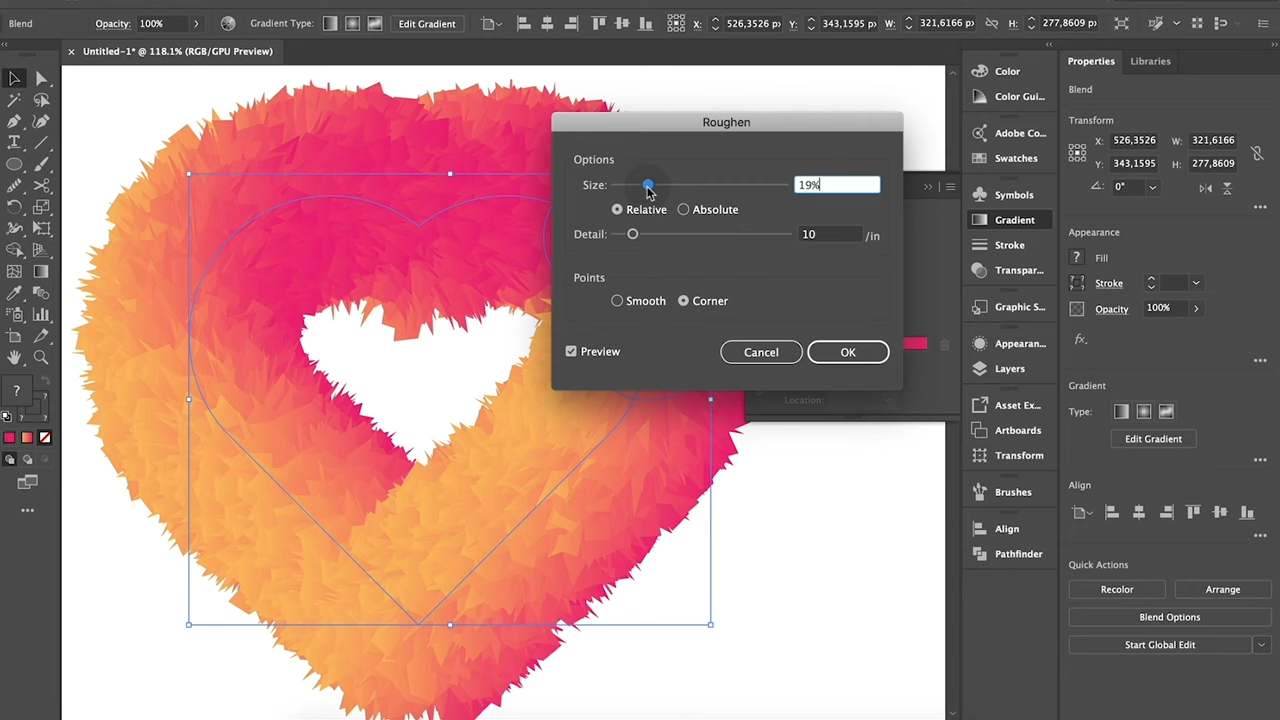 Blend Opacity: 100% Gradient Type: Edit Gradient X: 526,3526 p Y: 343,1595 p W: 321,6166 p H: 277,8609 p
× Untitled-1* @ 118.1% (RGB/GPU Preview)
Roughen
Options
Size: 19%
Relative Absolute
Detail: 10 /in
Points
Smooth Corner
Preview Cancel OK
Location:
? ?
Color
Color Gui...
Adobe Co...
Swatches
Symbols
Gradient
Stroke
Transpar...
Graphic S...
Appearan...
Layers
Asset Ex...
Artboards
Transform
Brushes
Align
Pathfinder
Properties Libraries
Blend
Transform
X: 526,3526 W: 321,6166
Y: 343,1595 H: 277,8609
0°
Appearance
? Fill
Stroke
Opacity 100%
fx.
Gradient
Type:
Edit Gradient
Align
Quick Actions
Recolor Arrange
Blend Options
Start Global Edit